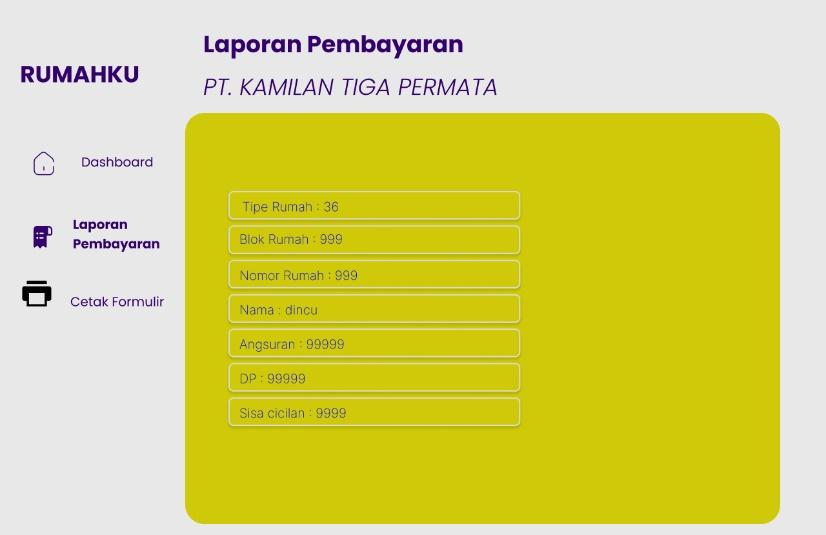 RUMAHKU
Dashboard
Laporan
Pembayaran
Cetak Formulir
Laporan Pembayaran
PT. KAMILAN TIGA PERMATA
Tipe Rumah : 36
Blok Rumah : 999
Nomor Rumah : 999
Nama : dincu
Angsuran : 99999
DP : 99999
Sisa cicilan : 9999